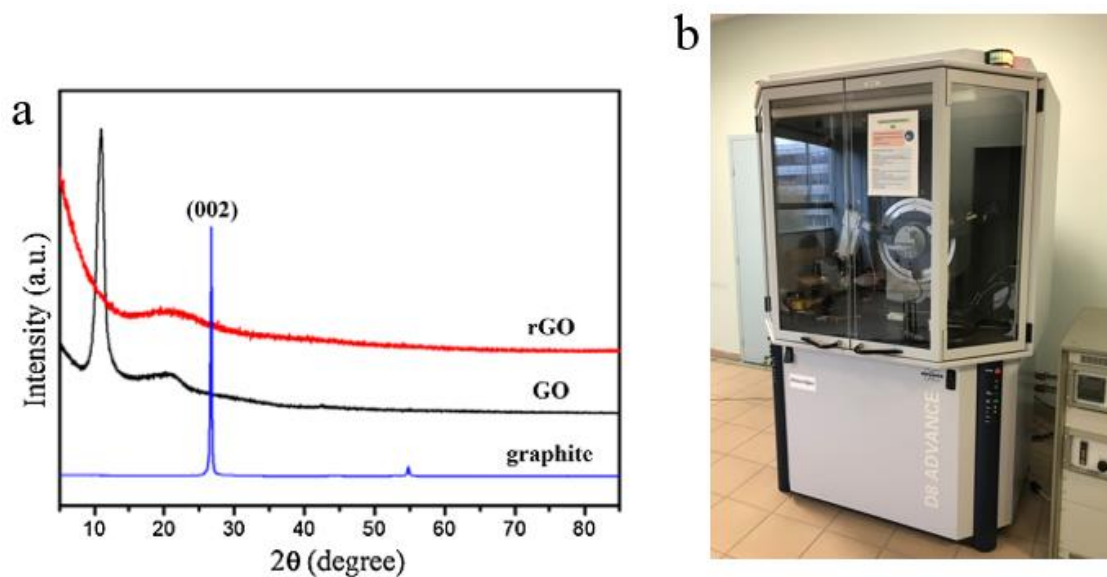 a
Intensity (a.u.)
(002)
rGO
GO
graphite
10 20 30 40 50 60 70 80
2θ (degree)
b
D8 ADVANCE